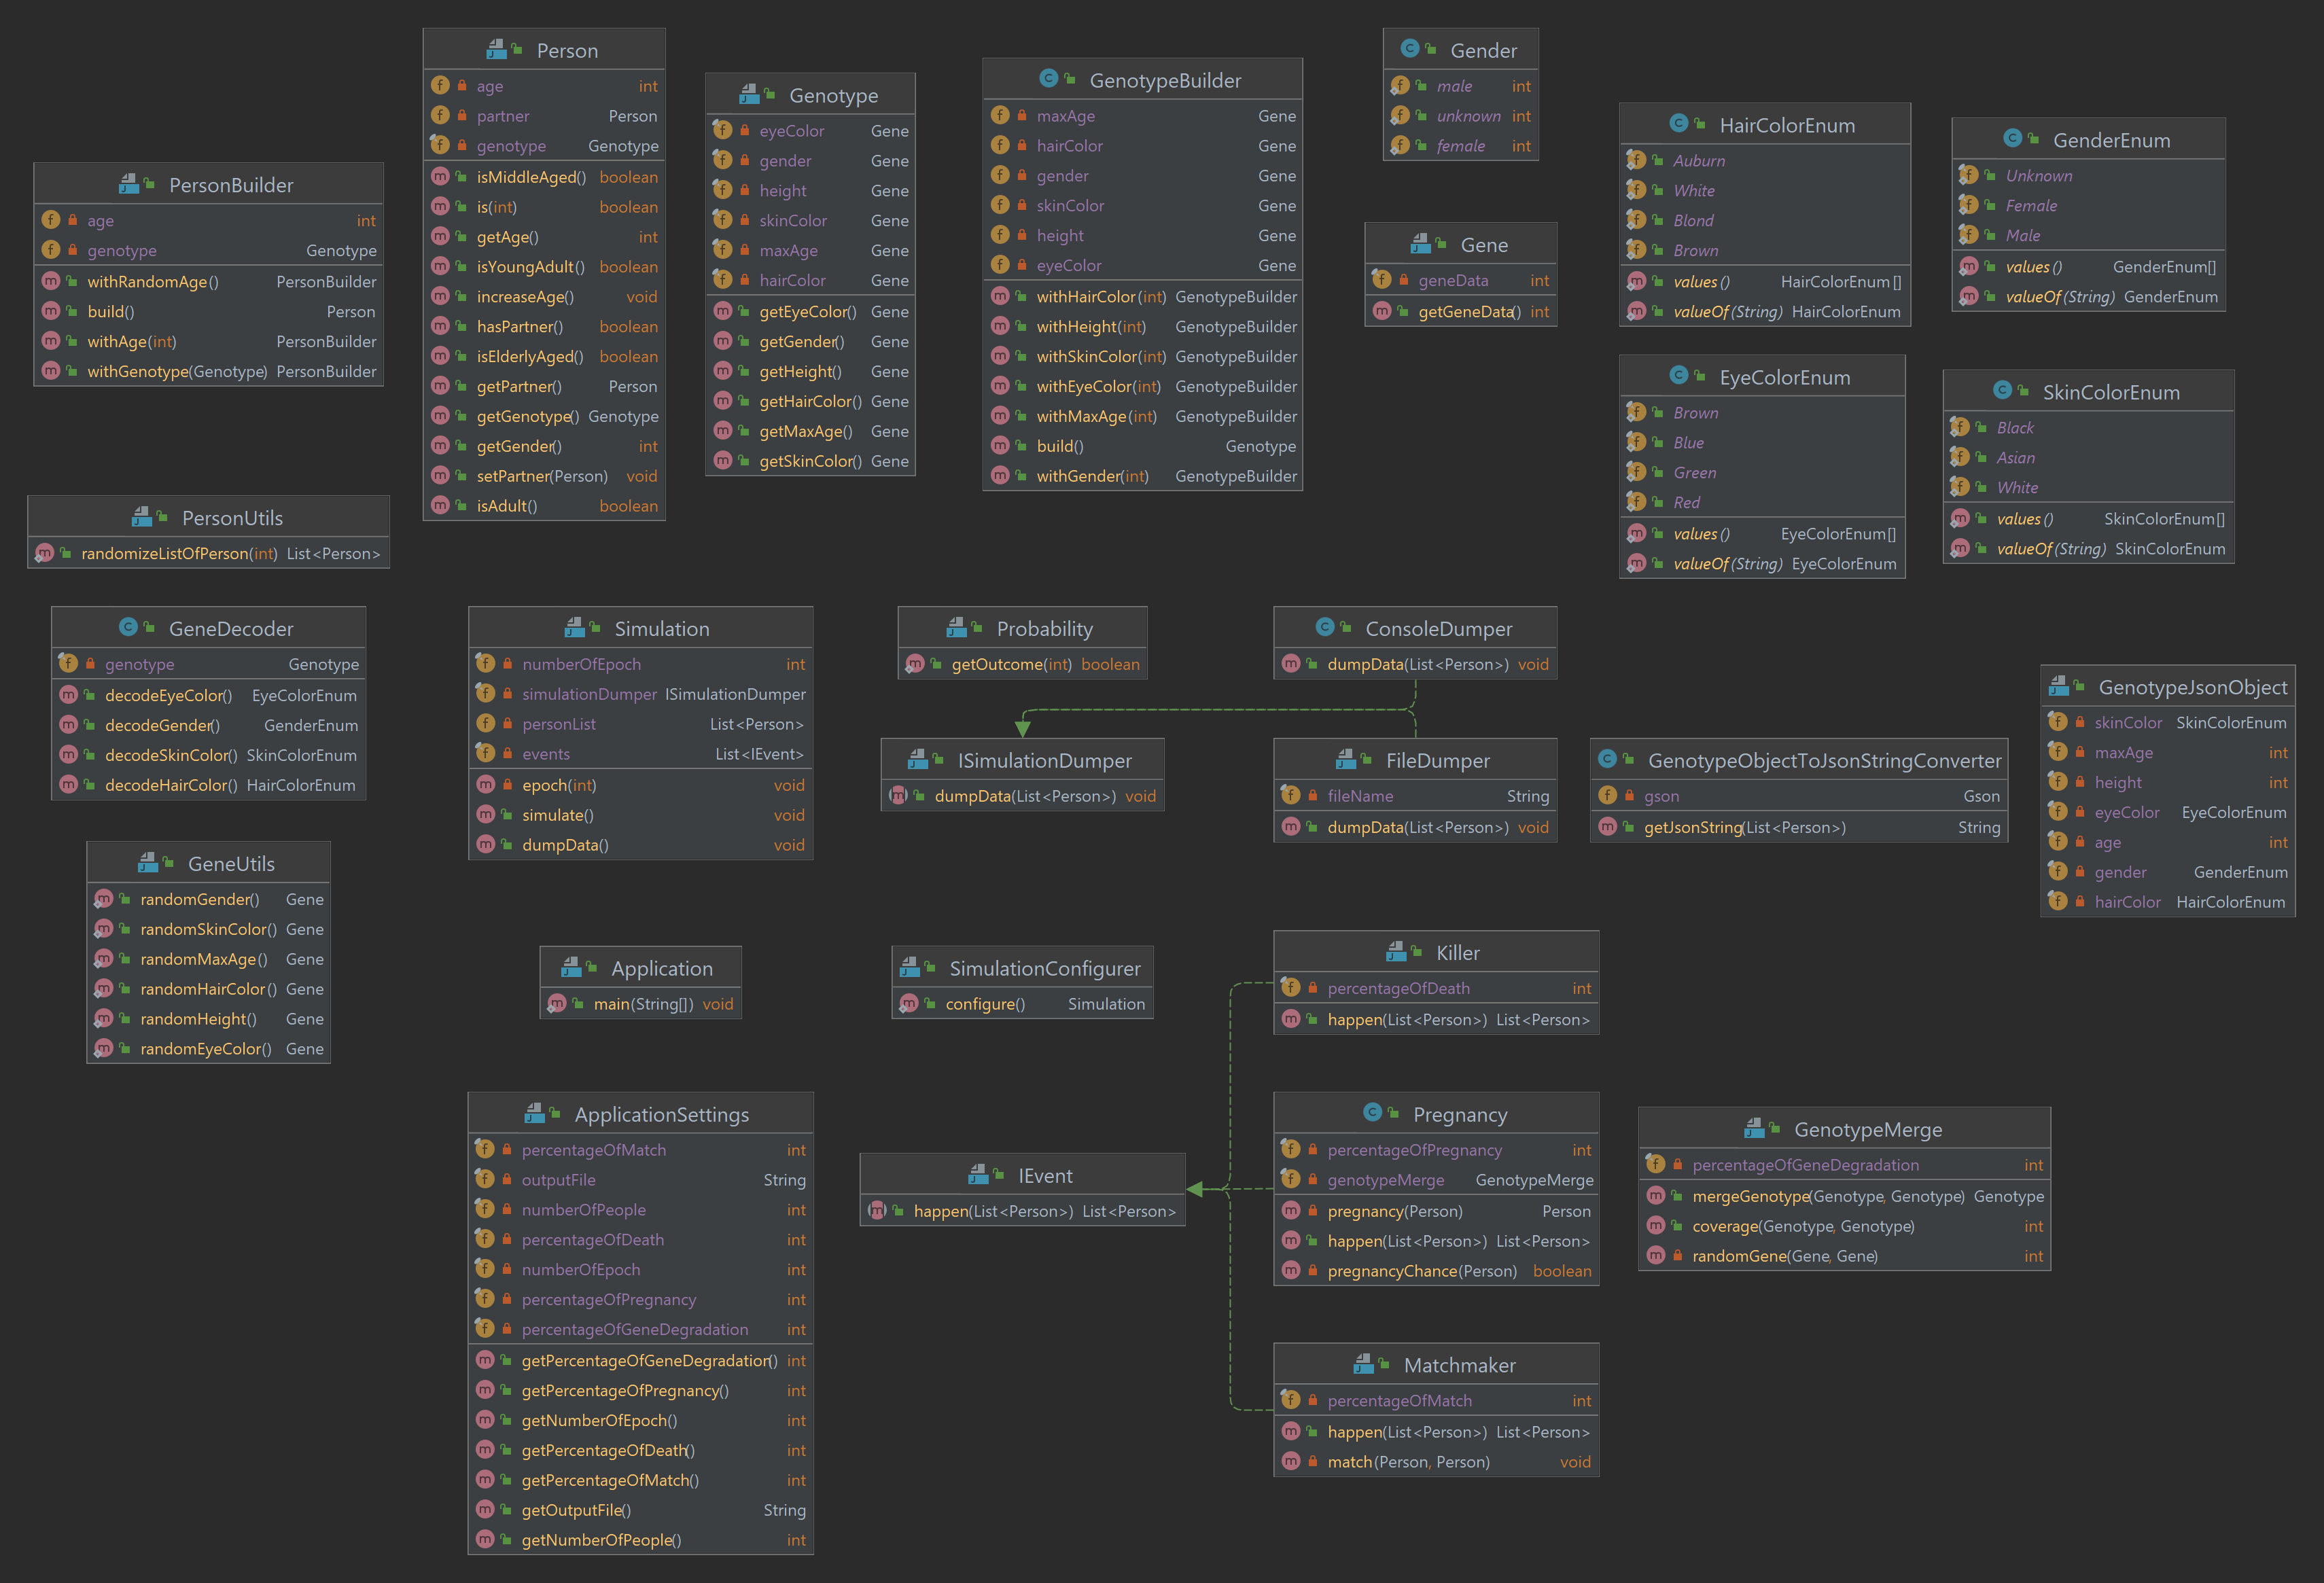 Person
age int
partner Person
genotype Genotype
isMiddleAged() boolean
is(int) boolean
getAge() int
isYoungAdult() boolean
increaseAge() void
hasPartner() boolean
isElderlyAged() boolean
getPartner() Person
getGenotype() Genotype
getGender() int
setPartner(Person) void
isAdult() boolean
Genotype
eyeColor Gene
gender Gene
height Gene
skinColor Gene
maxAge Gene
hairColor Gene
getEyeColor() Gene
getGender() Gene
getHeight() Gene
getHairColor() Gene
getMaxAge() Gene
getSkinColor() Gene
GenotypeBuilder
maxAge Gene
hairColor Gene
gender Gene
skinColor Gene
height Gene
eyeColor Gene
withHairColor(int) GenotypeBuilder
withHeight(int) GenotypeBuilder
withSkinColor(int) GenotypeBuilder
withEyeColor(int) GenotypeBuilder
withMaxAge(int) GenotypeBuilder
build() Genotype
withGender(int) GenotypeBuilder
Gender
male int
unknown int
female int
HairColorEnum
Auburn
White
Blond
Brown
values() HairColorEnum[]
valueOf(String) HairColorEnum
GenderEnum
Unknown
Female
Male
values() GenderEnum[]
valueOf(String) GenderEnum
PersonBuilder
age int
genotype Genotype
withRandomAge() PersonBuilder
build() Person
withAge(int) PersonBuilder
withGenotype(Genotype) PersonBuilder
Gene
geneData int
getGeneData() int
EyeColorEnum
Brown
Blue
Green
Red
values() EyeColorEnum[]
valueOf(String) EyeColorEnum
SkinColorEnum
Black
Asian
White
values() SkinColorEnum[]
valueOf(String) SkinColorEnum
PersonUtils
randomizeListOfPerson(int) List<Person>
GeneDecoder
genotype Genotype
decodeEyeColor() EyeColorEnum
decodeGender() GenderEnum
decodeSkinColor() SkinColorEnum
decodeHairColor() HairColorEnum
Simulation
numberOfEpoch int
simulationDumper ISimulationDumper
personList List<Person>
events List<IEvent>
epoch(int) void
simulate() void
dumpData() void
Probability
getOutcome(int) boolean
ConsoleDumper
dumpData(List<Person>) void
ISimulationDumper
dumpData(List<Person>) void
FileDumper
fileName String
dumpData(List<Person>) void
GenotypeObjectToJsonStringConverter
gson Gson
getJsonString(List<Person>) String
GenotypeJsonObject
skinColor SkinColorEnum
maxAge int
height int
eyeColor EyeColorEnum
age int
gender GenderEnum
hairColor HairColorEnum
GeneUtils
randomGender() Gene
randomSkinColor() Gene
randomMaxAge() Gene
randomHairColor() Gene
randomHeight() Gene
randomEyeColor() Gene
Application
main(String[]) void
SimulationConfigurer
configure() Simulation
Killer
percentageOfDeath int
happen(List<Person>) List<Person>
ApplicationSettings
percentageOfMatch int
outputFile String
numberOfPeople int
percentageOfDeath int
numberOfEpoch int
percentageOfPregnancy int
percentageOfGeneDegradation int
getPercentageOfGeneDegradation() int
getPercentageOfPregnancy() int
getNumberOfEpoch() int
getPercentageOfDeath() int
getPercentageOfMatch() int
getOutputFile() String
getNumberOfPeople() int
IEvent
happen(List<Person>) List<Person>
Pregnancy
percentageOfPregnancy int
genotypeMerge GenotypeMerge
pregnancy(Person) Person
happen(List<Person>) List<Person>
pregnancyChance(Person) boolean
GenotypeMerge
percentageOfGeneDegradation int
mergeGenotype(Genotype, Genotype) Genotype
coverage(Genotype, Genotype) int
randomGene(Gene, Gene) int
Matchmaker
percentageOfMatch int
happen(List<Person>) List<Person>
match(Person, Person) void